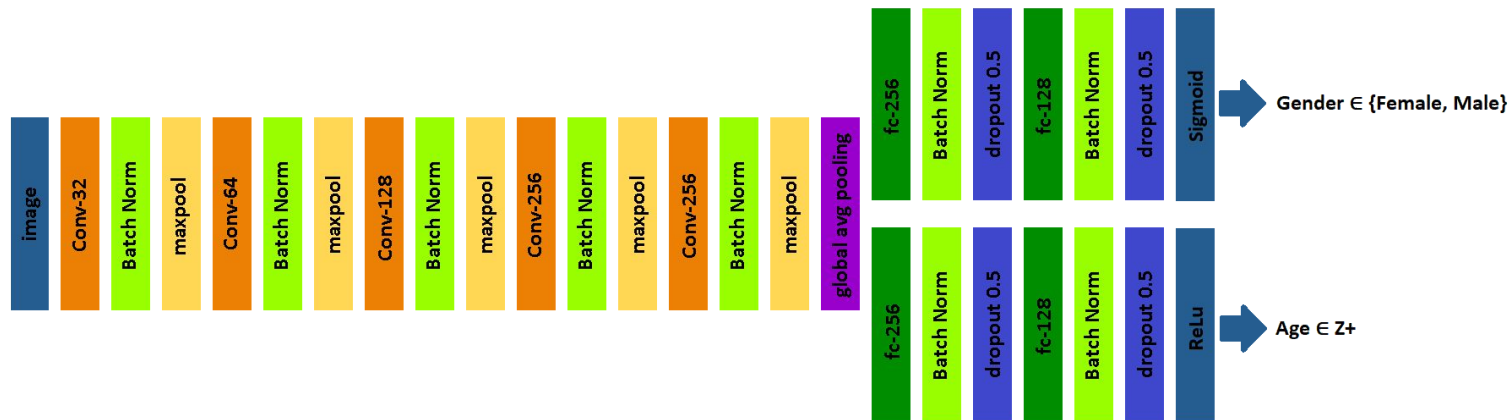 image
Conv-32
Batch Norm
maxpool
Conv-64
Batch Norm
maxpool
Conv-128
Batch Norm
maxpool
Conv-256
Batch Norm
maxpool
Conv-256
Batch Norm
maxpool
global avg pooling
fc-256
Batch Norm
dropout 0.5
fc-128
Batch Norm
dropout 0.5
Sigmoid
Gender ∈ {Female, Male}
fc-256
Batch Norm
dropout 0.5
fc-128
Batch Norm
dropout 0.5
ReLu
Age ∈ Z+